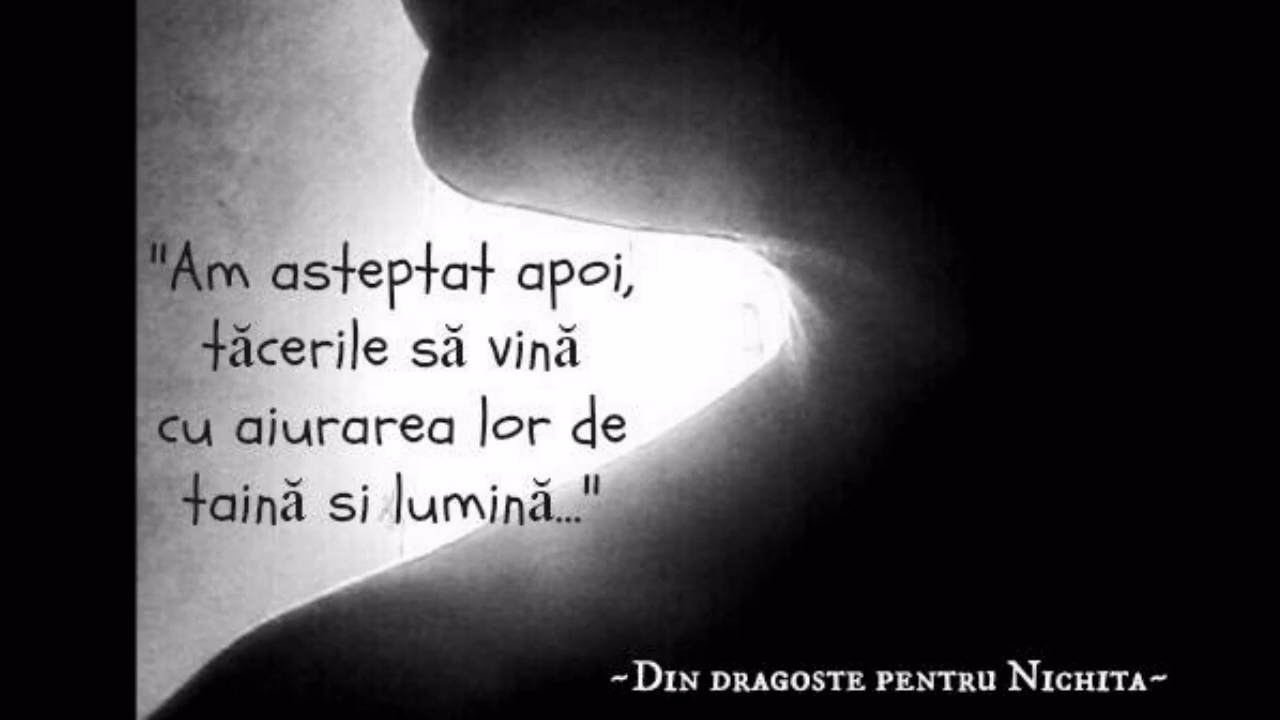 "Am asteptat apoi,
tăcerile să vină
cu aiurarea lor de
taină si lumină..."
~Din dragoste pentru Nichita~